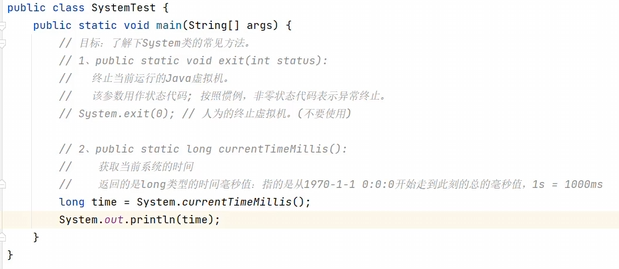 public class SystemTest {
public static void main(String[] args) {
// 目标：了解下System类的常见方法。
// 1、public static void exit(int status):
//   终止当前运行的Java虚拟机。
//   该参数用作状态代码; 按照惯例，非零状态代码表示异常终止。
// System.exit(0); // 人为的终止虚拟机。(不要使用)
// 2、public static long currentTimeMillis():
//    获取当前系统的时间
//    返回的是long类型的时间毫秒值：指的是从1970-1-1 0:0:0开始走到此刻的总的毫秒值，1s = 1000ms
long time = System.currentTimeMillis();
System.out.println(time);
}
}